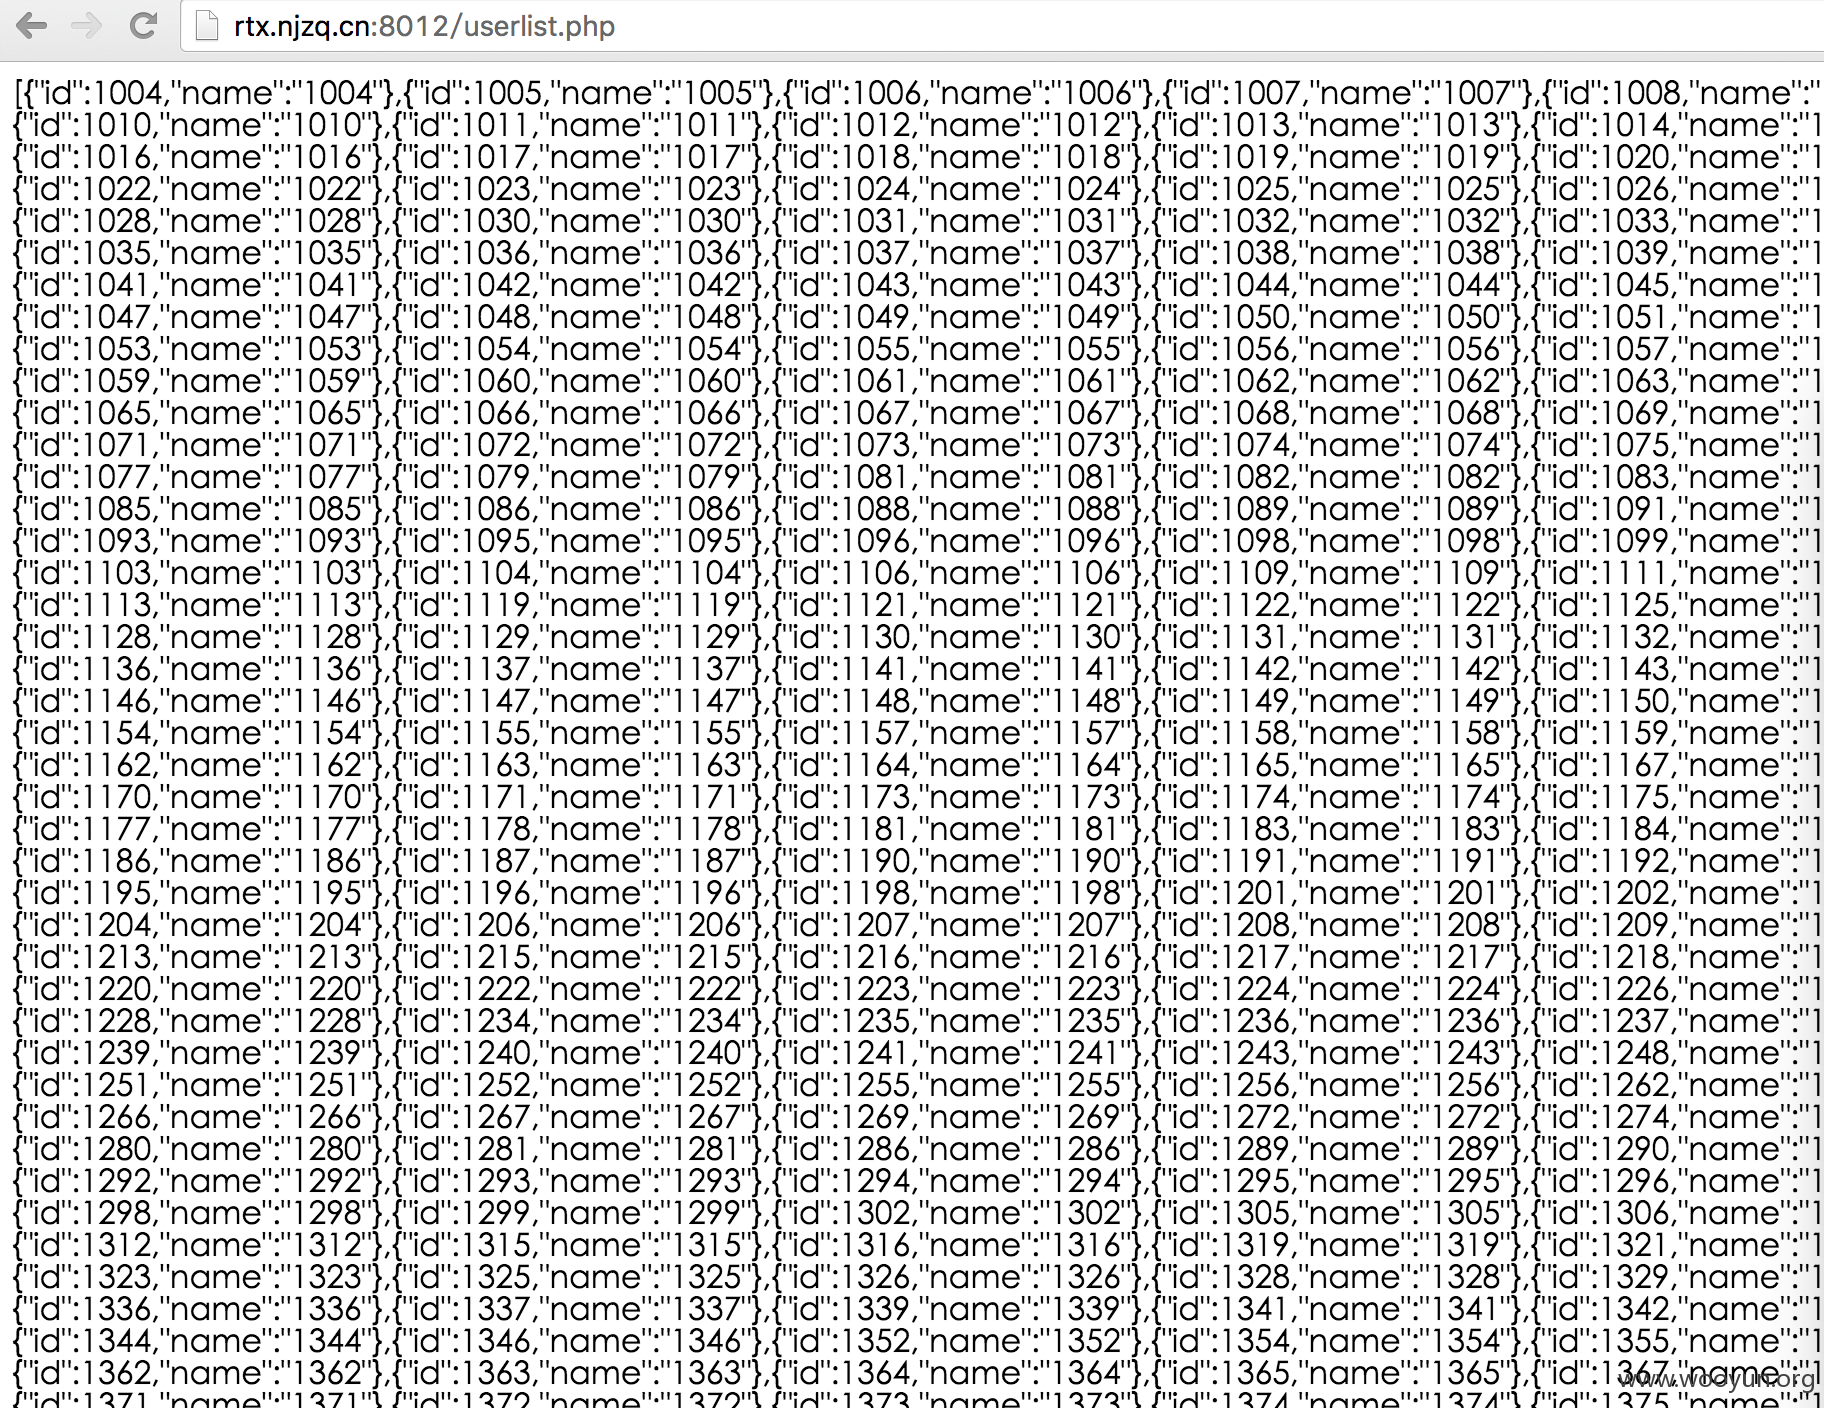 rtx.njzq.cn:8012/userlist.php
[{"id":1004,"name":"1004"},{"id":1005,"name":"1005"},{"id":1006,"name":"1006"},{"id":1007,"name":"1007"},{"id":1008,"name":"
{"id":1010,"name":"1010"},{"id":1011,"name":"1011"},{"id":1012,"name":"1012"},{"id":1013,"name":"1013"},{"id":1014,"name":"1
{"id":1016,"name":"1016"},{"id":1017,"name":"1017"},{"id":1018,"name":"1018"},{"id":1019,"name":"1019"},{"id":1020,"name":"1
{"id":1022,"name":"1022"},{"id":1023,"name":"1023"},{"id":1024,"name":"1024"},{"id":1025,"name":"1025"},{"id":1026,"name":"1
{"id":1028,"name":"1028"},{"id":1030,"name":"1030"},{"id":1031,"name":"1031"},{"id":1032,"name":"1032"},{"id":1033,"name":"1
{"id":1035,"name":"1035"},{"id":1036,"name":"1036"},{"id":1037,"name":"1037"},{"id":1038,"name":"1038"},{"id":1039,"name":"1
{"id":1041,"name":"1041"},{"id":1042,"name":"1042"},{"id":1043,"name":"1043"},{"id":1044,"name":"1044"},{"id":1045,"name":"1
{"id":1047,"name":"1047"},{"id":1048,"name":"1048"},{"id":1049,"name":"1049"},{"id":1050,"name":"1050"},{"id":1051,"name":"1
{"id":1053,"name":"1053"},{"id":1054,"name":"1054"},{"id":1055,"name":"1055"},{"id":1056,"name":"1056"},{"id":1057,"name":"1
{"id":1059,"name":"1059"},{"id":1060,"name":"1060"},{"id":1061,"name":"1061"},{"id":1062,"name":"1062"},{"id":1063,"name":"1
{"id":1065,"name":"1065"},{"id":1066,"name":"1066"},{"id":1067,"name":"1067"},{"id":1068,"name":"1068"},{"id":1069,"name":"1
{"id":1071,"name":"1071"},{"id":1072,"name":"1072"},{"id":1073,"name":"1073"},{"id":1074,"name":"1074"},{"id":1075,"name":"1
{"id":1077,"name":"1077"},{"id":1079,"name":"1079"},{"id":1081,"name":"1081"},{"id":1082,"name":"1082"},{"id":1083,"name":"1
{"id":1085,"name":"1085"},{"id":1086,"name":"1086"},{"id":1088,"name":"1088"},{"id":1089,"name":"1089"},{"id":1091,"name":"1
{"id":1093,"name":"1093"},{"id":1095,"name":"1095"},{"id":1096,"name":"1096"},{"id":1098,"name":"1098"},{"id":1099,"name":"1
{"id":1103,"name":"1103"},{"id":1104,"name":"1104"},{"id":1106,"name":"1106"},{"id":1109,"name":"1109"},{"id":1111,"name":"1
{"id":1113,"name":"1113"},{"id":1119,"name":"1119"},{"id":1121,"name":"1121"},{"id":1122,"name":"1122"},{"id":1125,"name":"1
{"id":1128,"name":"1128"},{"id":1129,"name":"1129"},{"id":1130,"name":"1130"},{"id":1131,"name":"1131"},{"id":1132,"name":"1
{"id":1136,"name":"1136"},{"id":1137,"name":"1137"},{"id":1141,"name":"1141"},{"id":1142,"name":"1142"},{"id":1143,"name":"1
{"id":1146,"name":"1146"},{"id":1147,"name":"1147"},{"id":1148,"name":"1148"},{"id":1149,"name":"1149"},{"id":1150,"name":"1
{"id":1154,"name":"1154"},{"id":1155,"name":"1155"},{"id":1157,"name":"1157"},{"id":1158,"name":"1158"},{"id":1159,"name":"1
{"id":1162,"name":"1162"},{"id":1163,"name":"1163"},{"id":1164,"name":"1164"},{"id":1165,"name":"1165"},{"id":1167,"name":"1
{"id":1170,"name":"1170"},{"id":1171,"name":"1171"},{"id":1173,"name":"1173"},{"id":1174,"name":"1174"},{"id":1175,"name":"1
{"id":1177,"name":"1177"},{"id":1178,"name":"1178"},{"id":1181,"name":"1181"},{"id":1183,"name":"1183"},{"id":1184,"name":"1
{"id":1186,"name":"1186"},{"id":1187,"name":"1187"},{"id":1190,"name":"1190"},{"id":1191,"name":"1191"},{"id":1192,"name":"1
{"id":1195,"name":"1195"},{"id":1196,"name":"1196"},{"id":1198,"name":"1198"},{"id":1201,"name":"1201"},{"id":1202,"name":"1
{"id":1204,"name":"1204"},{"id":1206,"name":"1206"},{"id":1207,"name":"1207"},{"id":1208,"name":"1208"},{"id":1209,"name":"1
{"id":1213,"name":"1213"},{"id":1215,"name":"1215"},{"id":1216,"name":"1216"},{"id":1217,"name":"1217"},{"id":1218,"name":"1
{"id":1220,"name":"1220"},{"id":1222,"name":"1222"},{"id":1223,"name":"1223"},{"id":1224,"name":"1224"},{"id":1226,"name":"1
{"id":1228,"name":"1228"},{"id":1234,"name":"1234"},{"id":1235,"name":"1235"},{"id":1236,"name":"1236"},{"id":1237,"name":"1
{"id":1239,"name":"1239"},{"id":1240,"name":"1240"},{"id":1241,"name":"1241"},{"id":1243,"name":"1243"},{"id":1248,"name":"1
{"id":1251,"name":"1251"},{"id":1252,"name":"1252"},{"id":1255,"name":"1255"},{"id":1256,"name":"1256"},{"id":1262,"name":"1
{"id":1266,"name":"1266"},{"id":1267,"name":"1267"},{"id":1269,"name":"1269"},{"id":1272,"name":"1272"},{"id":1274,"name":"1
{"id":1280,"name":"1280"},{"id":1281,"name":"1281"},{"id":1286,"name":"1286"},{"id":1289,"name":"1289"},{"id":1290,"name":"1
{"id":1292,"name":"1292"},{"id":1293,"name":"1293"},{"id":1294,"name":"1294"},{"id":1295,"name":"1295"},{"id":1296,"name":"1
{"id":1298,"name":"1298"},{"id":1299,"name":"1299"},{"id":1302,"name":"1302"},{"id":1305,"name":"1305"},{"id":1306,"name":"1
{"id":1312,"name":"1312"},{"id":1315,"name":"1315"},{"id":1316,"name":"1316"},{"id":1319,"name":"1319"},{"id":1321,"name":"1
{"id":1323,"name":"1323"},{"id":1325,"name":"1325"},{"id":1326,"name":"1326"},{"id":1328,"name":"1328"},{"id":1329,"name":"1
{"id":1336,"name":"1336"},{"id":1337,"name":"1337"},{"id":1339,"name":"1339"},{"id":1341,"name":"1341"},{"id":1342,"name":"1
{"id":1344,"name":"1344"},{"id":1346,"name":"1346"},{"id":1352,"name":"1352"},{"id":1354,"name":"1354"},{"id":1355,"name":"1
{"id":1362,"name":"1362"},{"id":1363,"name":"1363"},{"id":1364,"name":"1364"},{"id":1365,"name":"1365"},{"id":1367,"name":"1
{"id":1371,"name":"1371"},{"id":1372,"name":"1372"},{"id":1373,"name":"1373"},{"id":1374,"name":"1374"},{"id":1375,"name":"1
www.wooyun.org